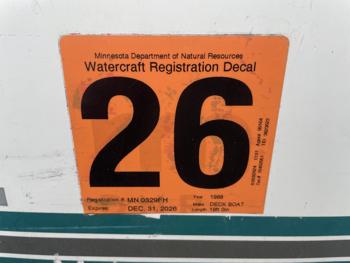 Minnesota Department of Natural Resources
Watercraft Registration Decal
26
Registration # MN 0329FH
Expires: DEC. 31, 2026
Year 1988
Make DECK BOAT
Length 19ft 0in